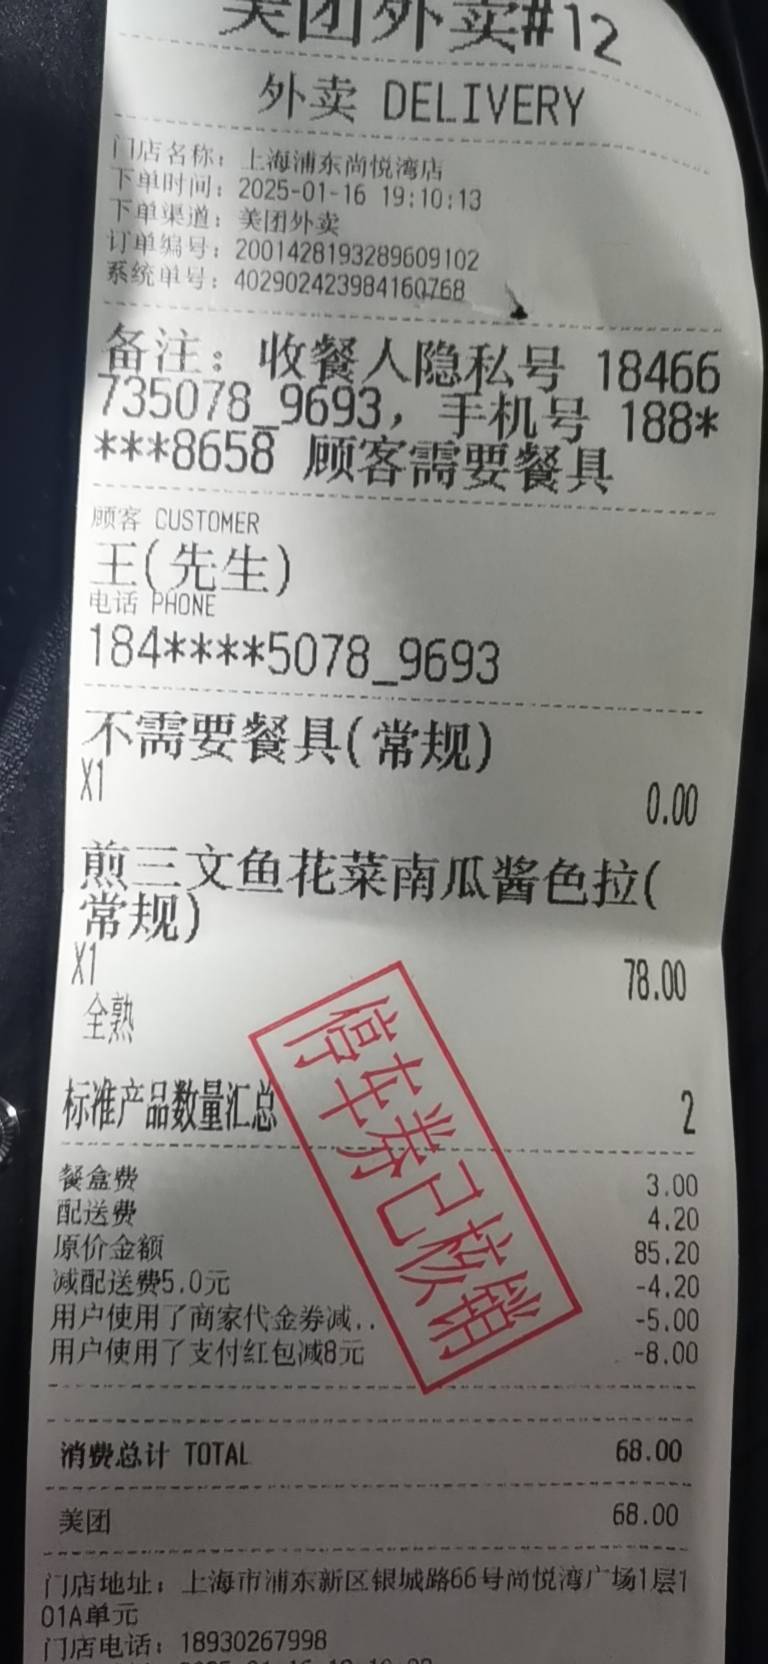 美团外卖#12
外卖 DELIVERY
门店名称：上海浦东尚悦湾店
下单时间：2025-01-16 19:10:13
下单渠道：美团外卖
订单编号：2001428193289609102
系统单号：402902423984160768
备注：收餐人隐私号 18466
735078_9693，手机号 188*
***8658 顾客需要餐具
顾客 CUSTOMER
王(先生)
电话 PHONE
184****5078_9693
不需要餐具(常规)
X1 0.00
煎三文鱼花菜南瓜酱色拉(
常规)
X1 78.00
全熟
标准产品数量汇总 2
餐盒费 3.00
配送费 4.20
原价金额 85.20
减配送费5.0元 -4.20
用户使用了商家代金券减.. -5.00
用户使用了支付红包减8元 -8.00
停车券已核销
消费总计 TOTAL 68.00
美团 68.00
门店地址：上海市浦东新区银城路66号尚悦湾广场1层1
01A单元
门店电话：18930267998